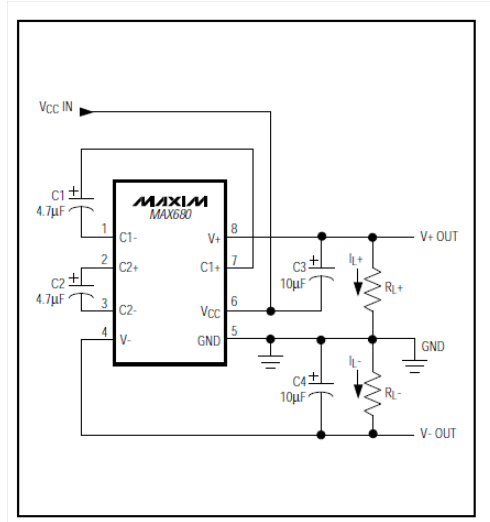 VCC IN
C1
4.7µF
+
MAXIM
MAX680
1
C1-
V+
8
V+ OUT
2
C2+
C1+
7
C3
10µF
+
IL+
RL+
C2
4.7µF
+
3
C2-
VCC
6
4
V-
GND
5
GND
C4
10µF
+
IL-
RL-
V- OUT